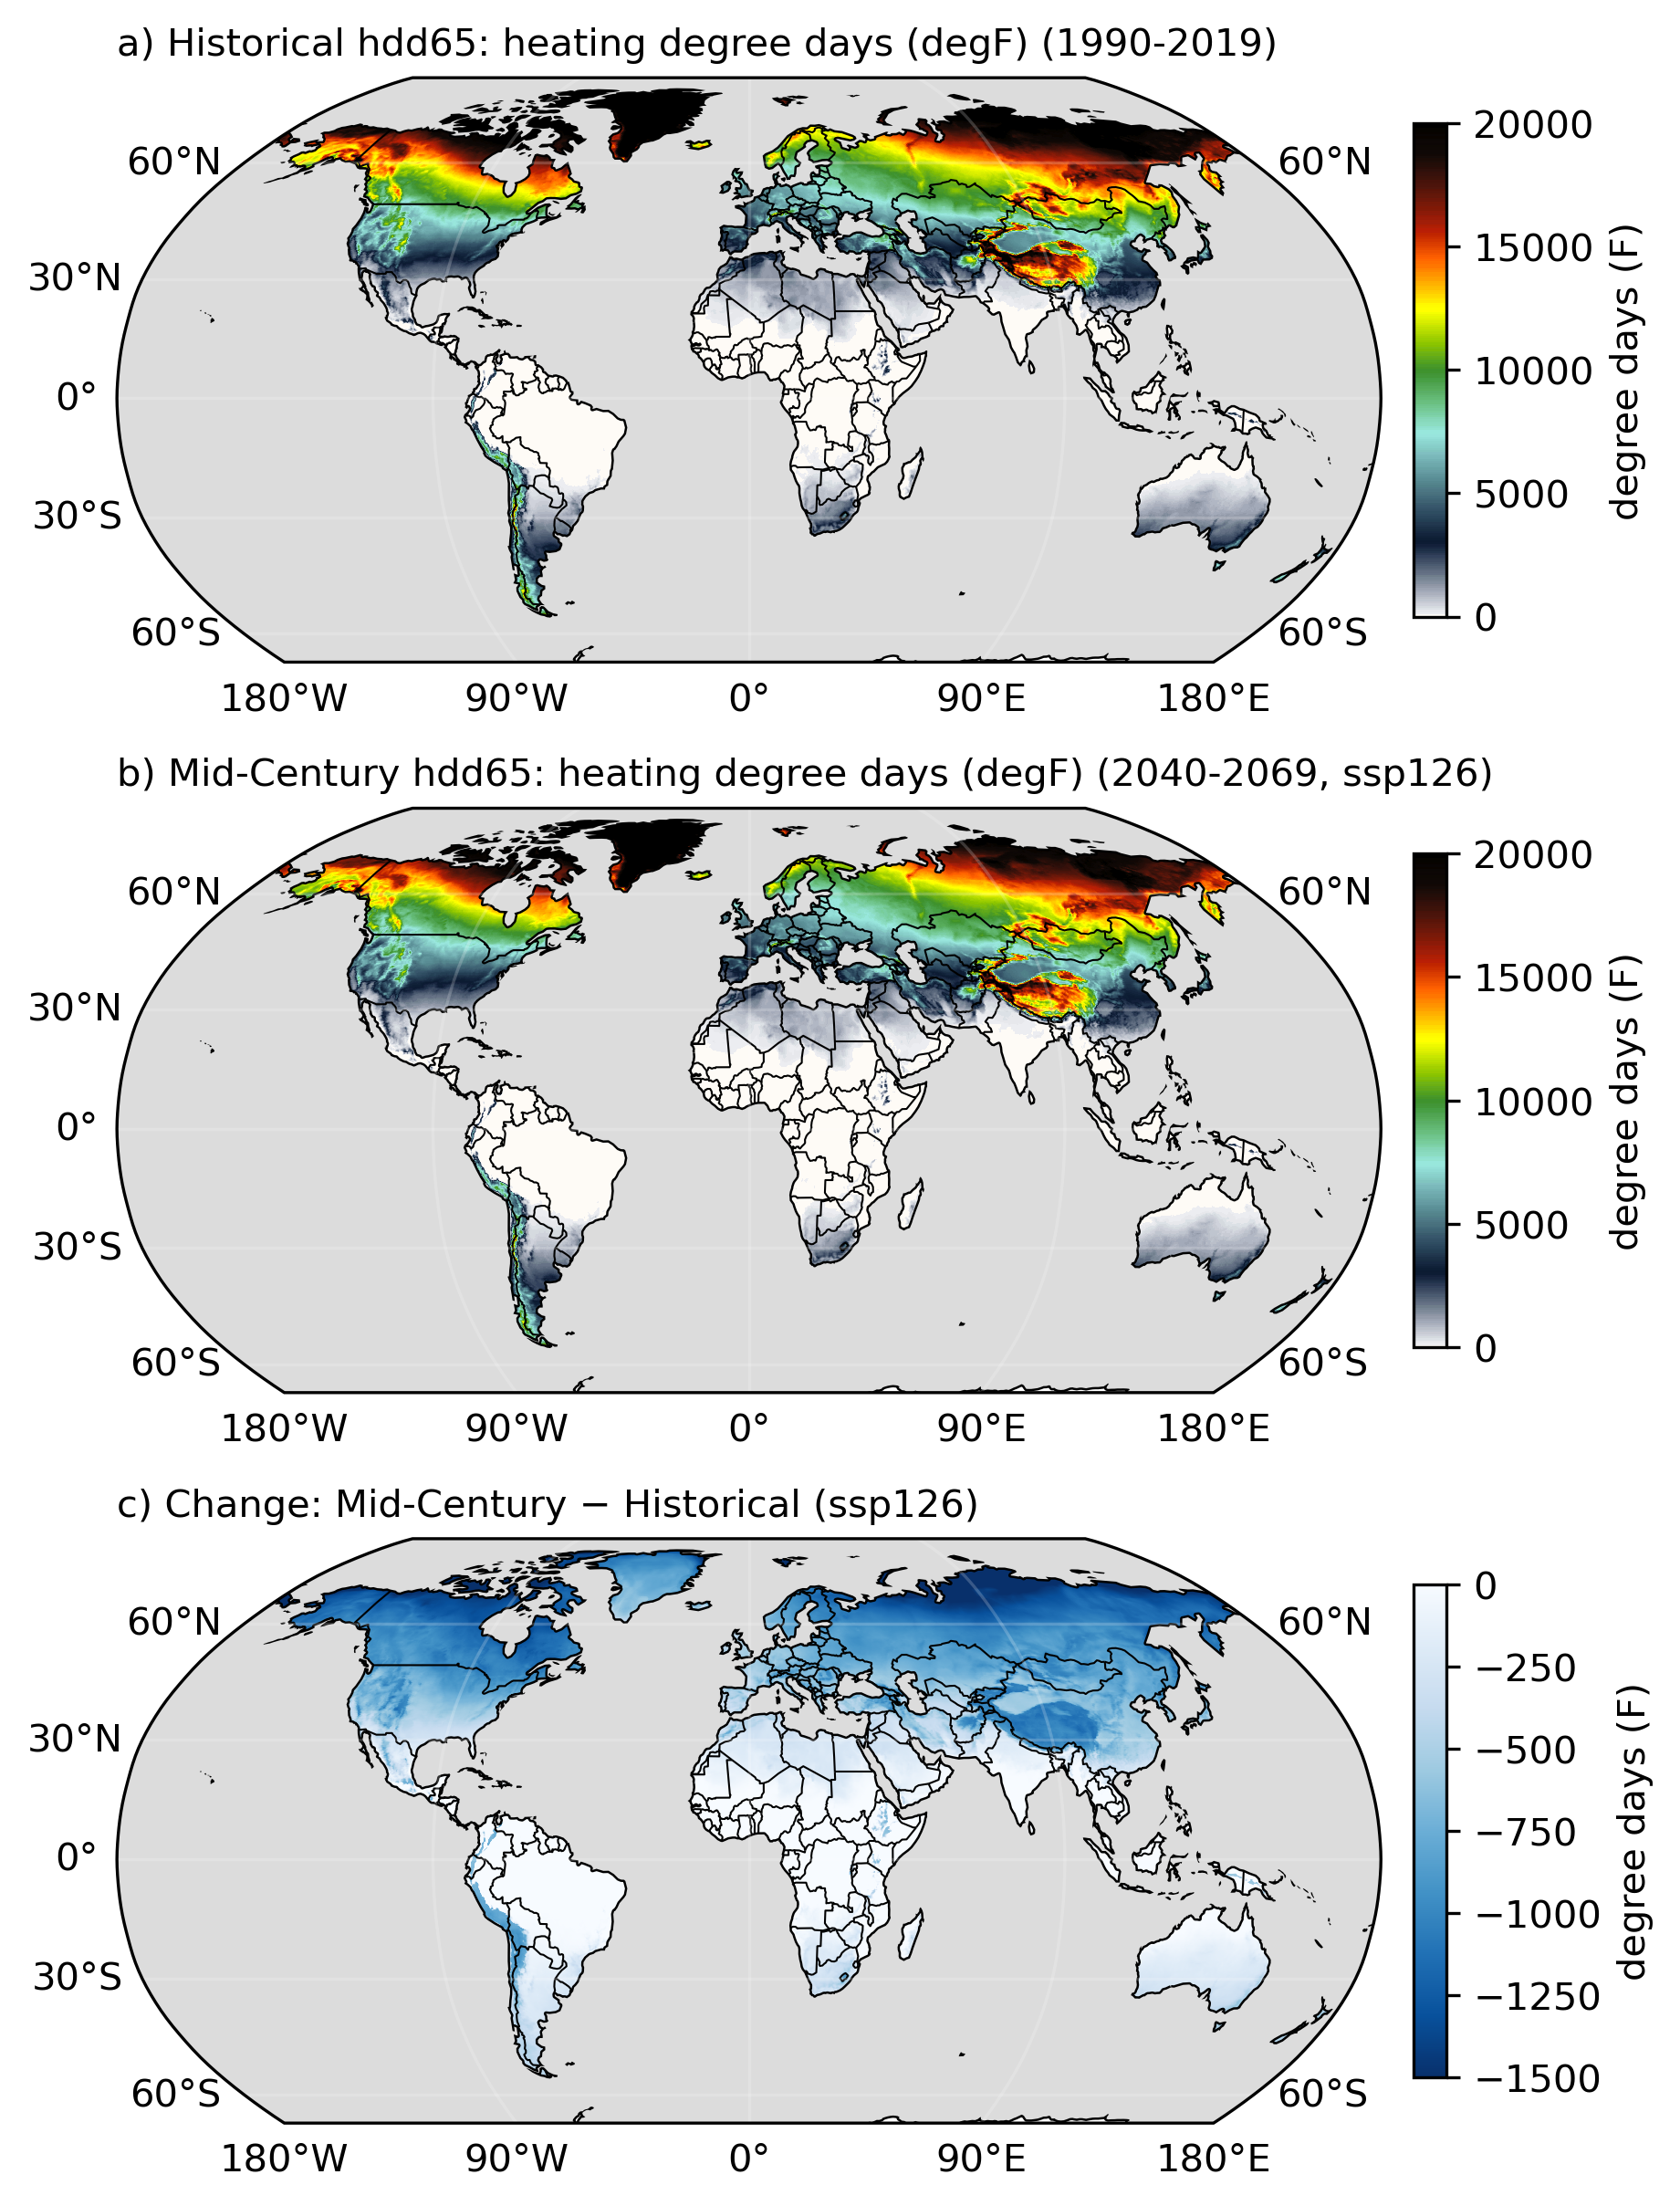 a) Historical hdd65: heating degree days (degF) (1990-2019)
60°N
30°N
0°
30°S
60°S
60°N
60°S
180°W
90°W
0°
90°E
180°E
20000
15000
10000
5000
0
degree days (F)
b) Mid-Century hdd65: heating degree days (degF) (2040-2069, ssp126)
60°N
30°N
0°
30°S
60°S
60°N
60°S
180°W
90°W
0°
90°E
180°E
20000
15000
10000
5000
0
degree days (F)
c) Change: Mid-Century − Historical (ssp126)
60°N
30°N
0°
30°S
60°S
60°N
60°S
180°W
90°W
0°
90°E
180°E
0
−250
−500
−750
−1000
−1250
−1500
degree days (F)